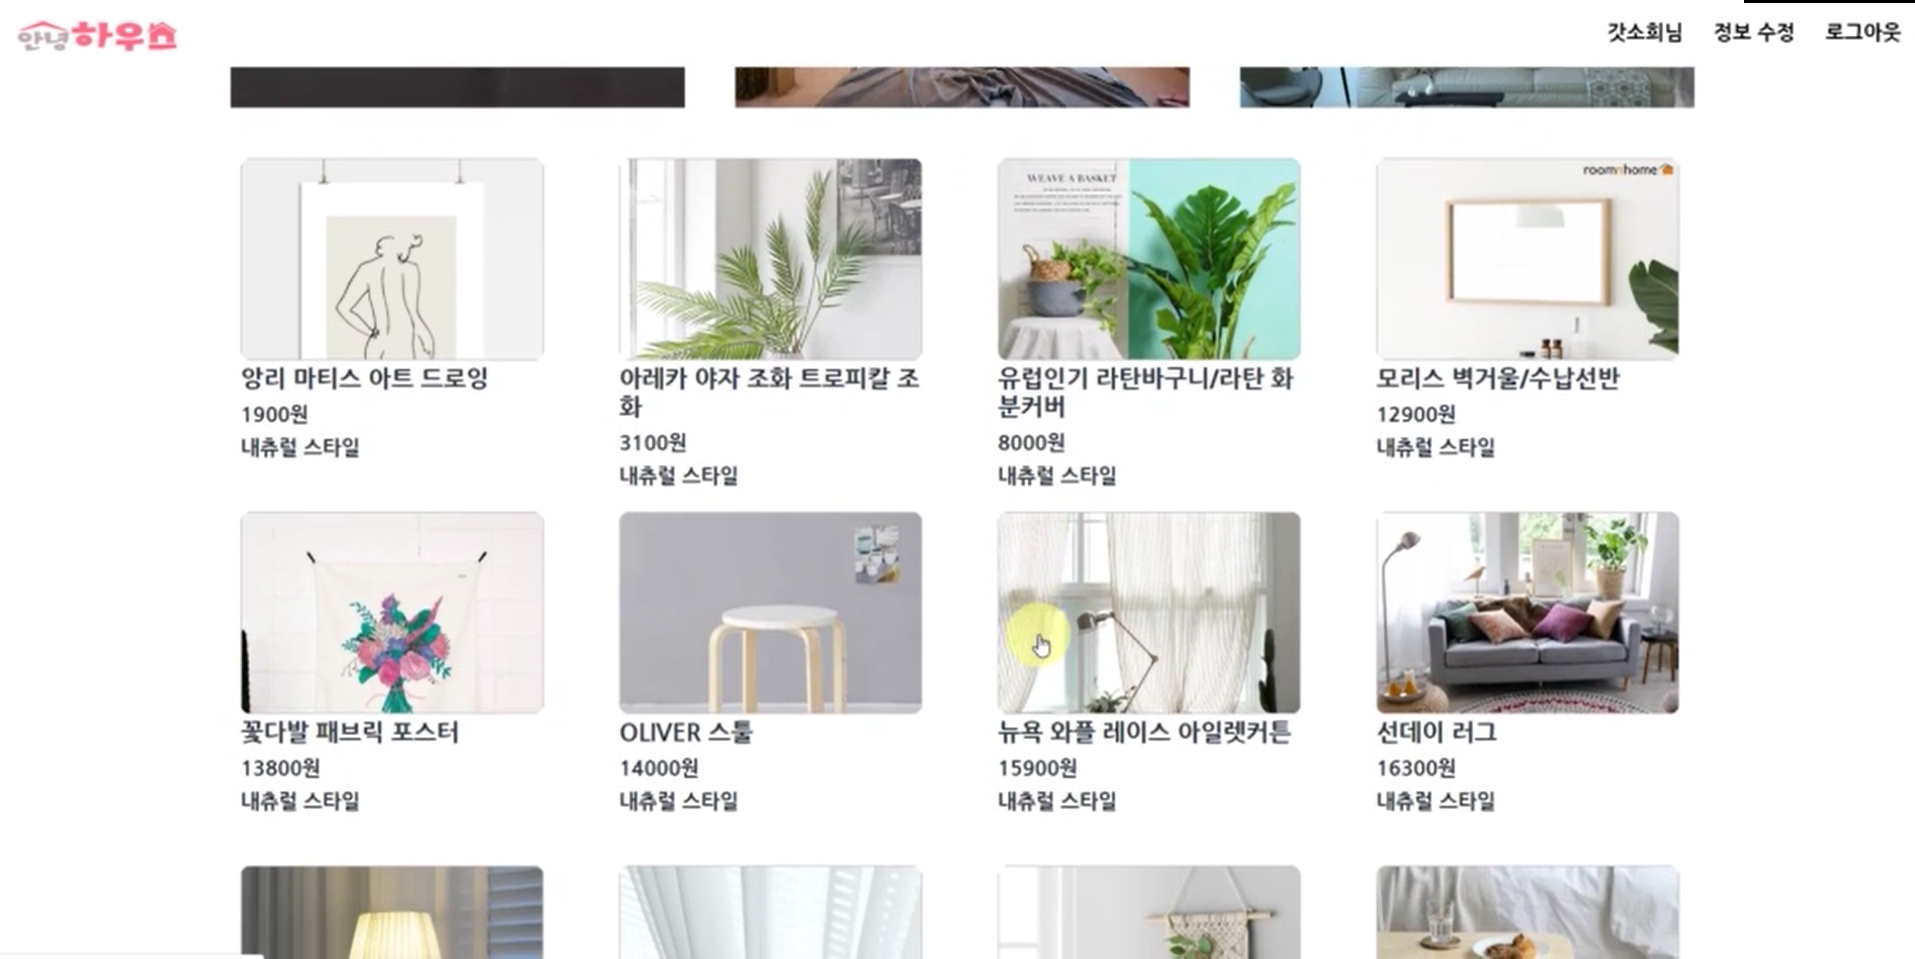 안녕하우스
갓소희님 정보 수정 로그아웃
WEAVE A BASKET
roomnhome
앙리 마티스 아트 드로잉
1900원
내츄럴 스타일
아레카 야자 조화 트로피칼 조
화
3100원
내츄럴 스타일
유럽인기 라탄바구니/라탄 화
분커버
8000원
내츄럴 스타일
모리스 벽거울/수납선반
12900원
내츄럴 스타일
꽃다발 패브릭 포스터
13800원
내츄럴 스타일
OLIVER 스툴
14000원
내츄럴 스타일
뉴욕 와플 레이스 아일렛커튼
15900원
내츄럴 스타일
선데이 러그
16300원
내츄럴 스타일